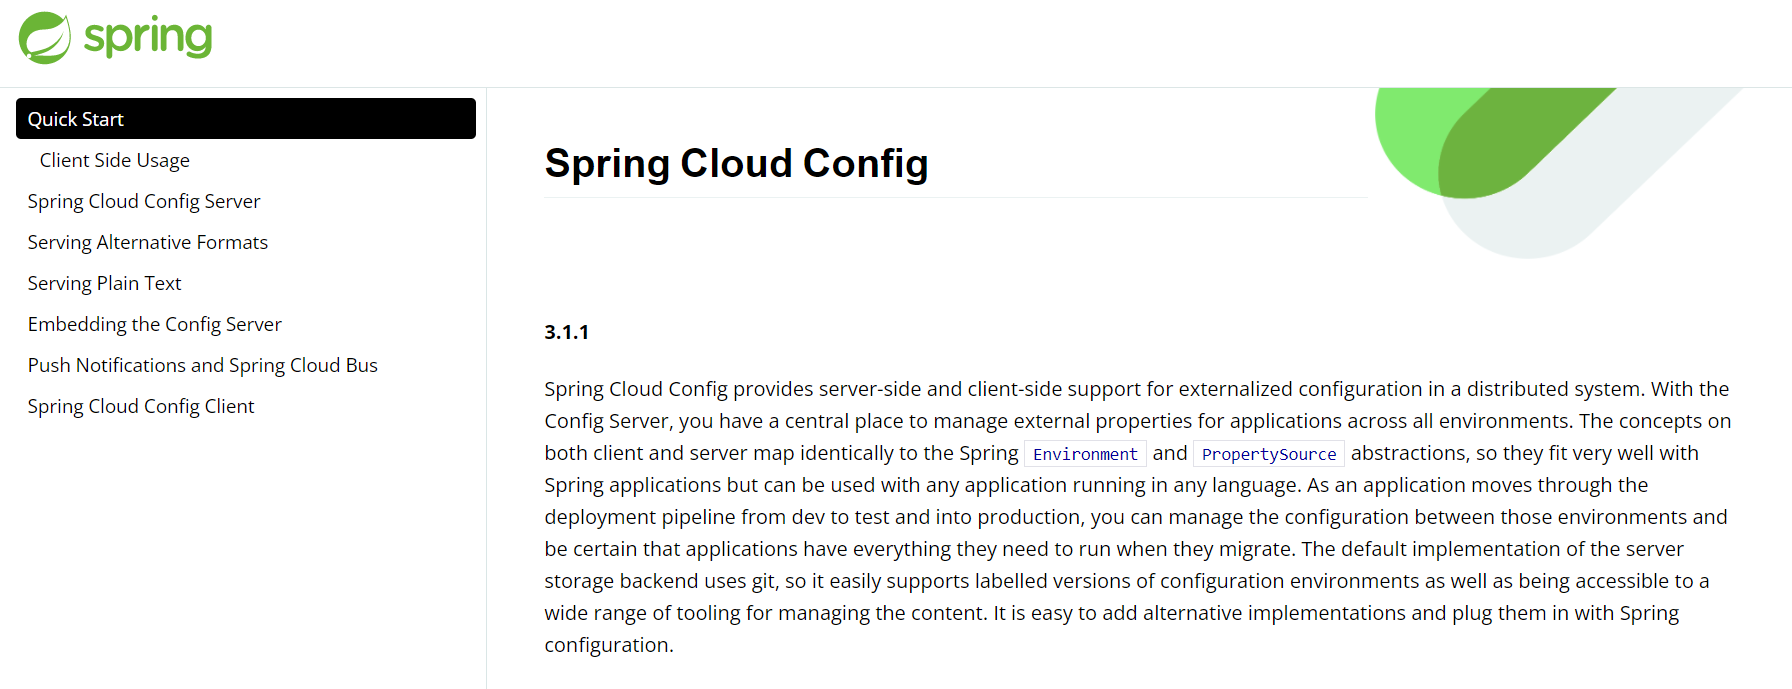 spring
Quick Start
Client Side Usage
Spring Cloud Config Server
Serving Alternative Formats
Serving Plain Text
Embedding the Config Server
Push Notifications and Spring Cloud Bus
Spring Cloud Config Client
Spring Cloud Config
3.1.1
Spring Cloud Config provides server-side and client-side support for externalized configuration in a distributed system. With the
Config Server, you have a central place to manage external properties for applications across all environments. The concepts on
both client and server map identically to the Spring Environment and PropertySource abstractions, so they fit very well with
Spring applications but can be used with any application running in any language. As an application moves through the
deployment pipeline from dev to test and into production, you can manage the configuration between those environments and
be certain that applications have everything they need to run when they migrate. The default implementation of the server
storage backend uses git, so it easily supports labelled versions of configuration environments as well as being accessible to a
wide range of tooling for managing the content. It is easy to add alternative implementations and plug them in with Spring
configuration.